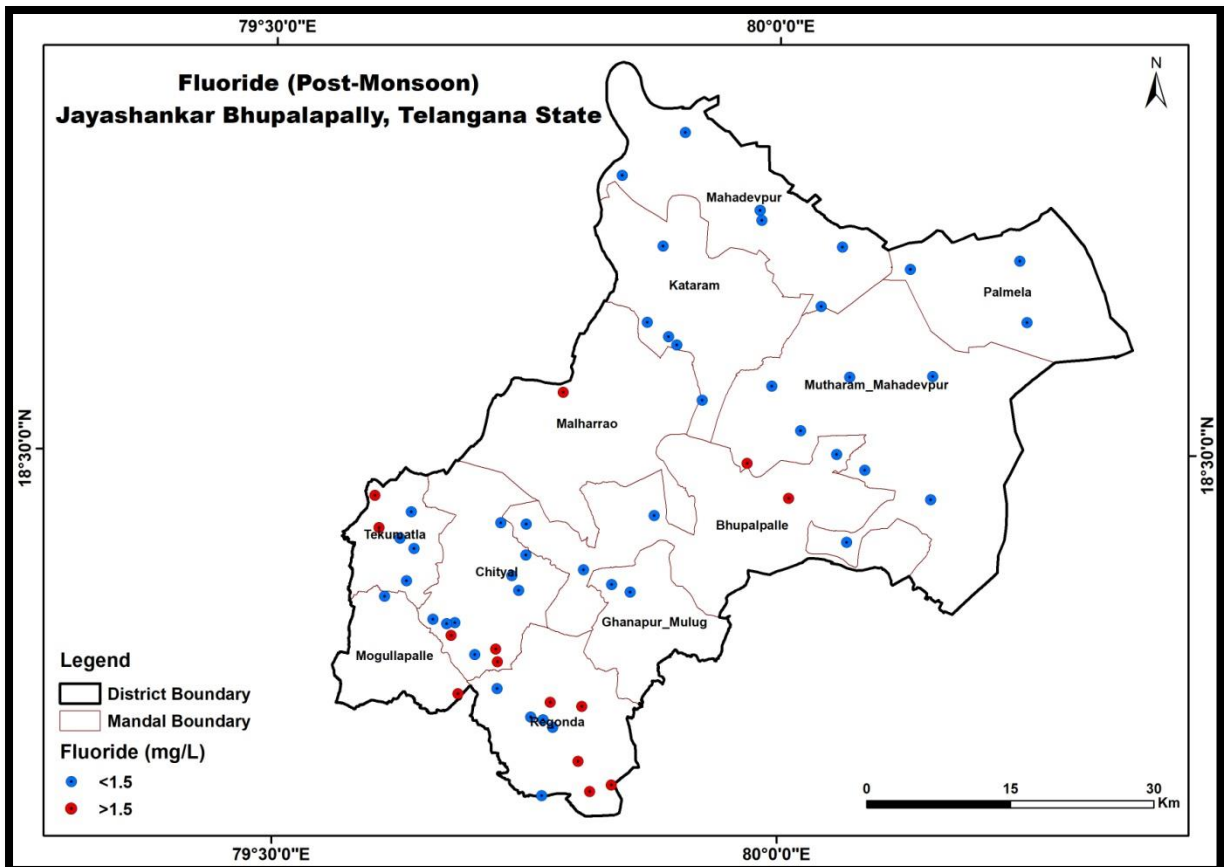 79°30'0"E
80°0'0"E
Fluoride (Post-Monsoon)
Jayashankar Bhupalapally, Telangana State
N
Mahadevpur
Kataram
Palmela
Mutharam_Mahadevpur
Malharrao
18°30'0"N
18°30'0"N
Bhupalpalle
Tekumatla
Chityal
Ghanapur_Mulug
Mogullapalle
Regonda
Legend
District Boundary
Mandal Boundary
Fluoride (mg/L)
<1.5
>1.5
0 15 30
Km
79°30'0"E
80°0'0"E